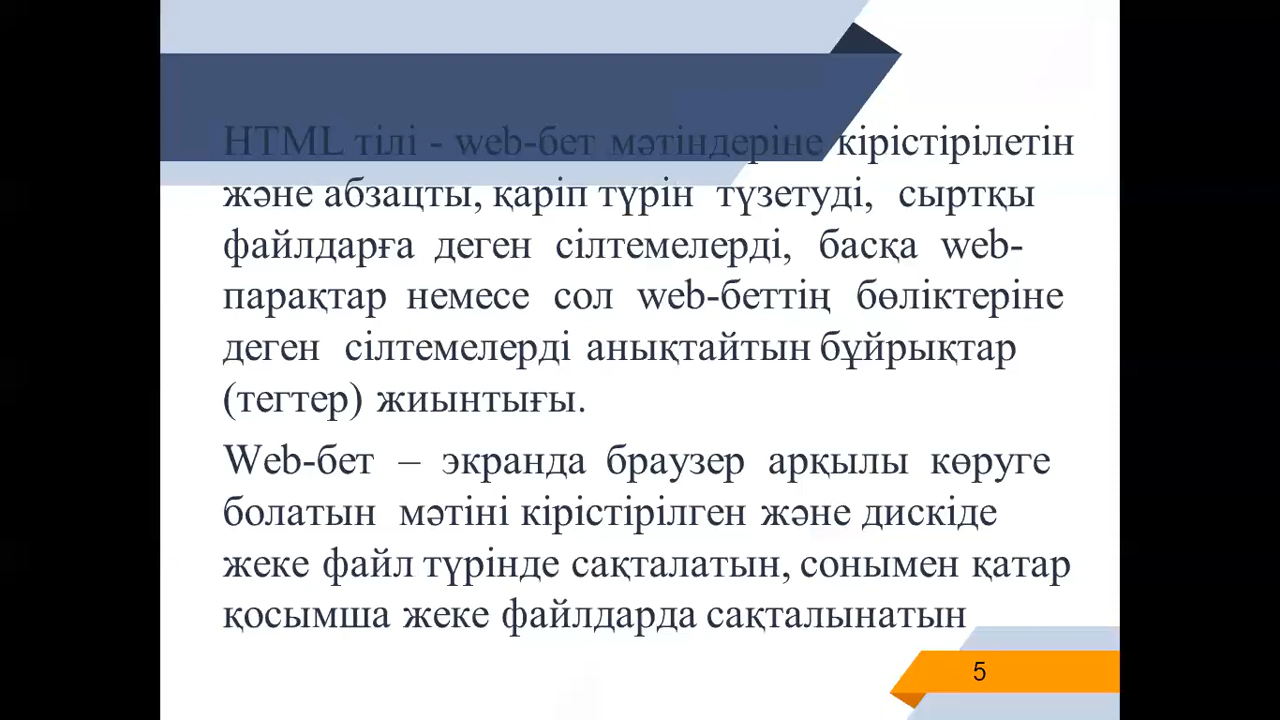 HTML тілі - web-бет мәтіндеріне кірістірілетін
және абзацты, қаріп түрін түзетуді, сыртқы
файлдарға деген сілтемелерді, басқа web-
парақтар немесе сол web-беттің бөліктеріне
деген сілтемелерді анықтайтын бұйрықтар
(тегтер) жиынтығы.
Web-бет – экранда браузер арқылы көруге
болатын мәтіні кірістірілген және дискіде
жеке файл түрінде сақталатын, сонымен қатар
қосымша жеке файлдарда сақталынатын
5